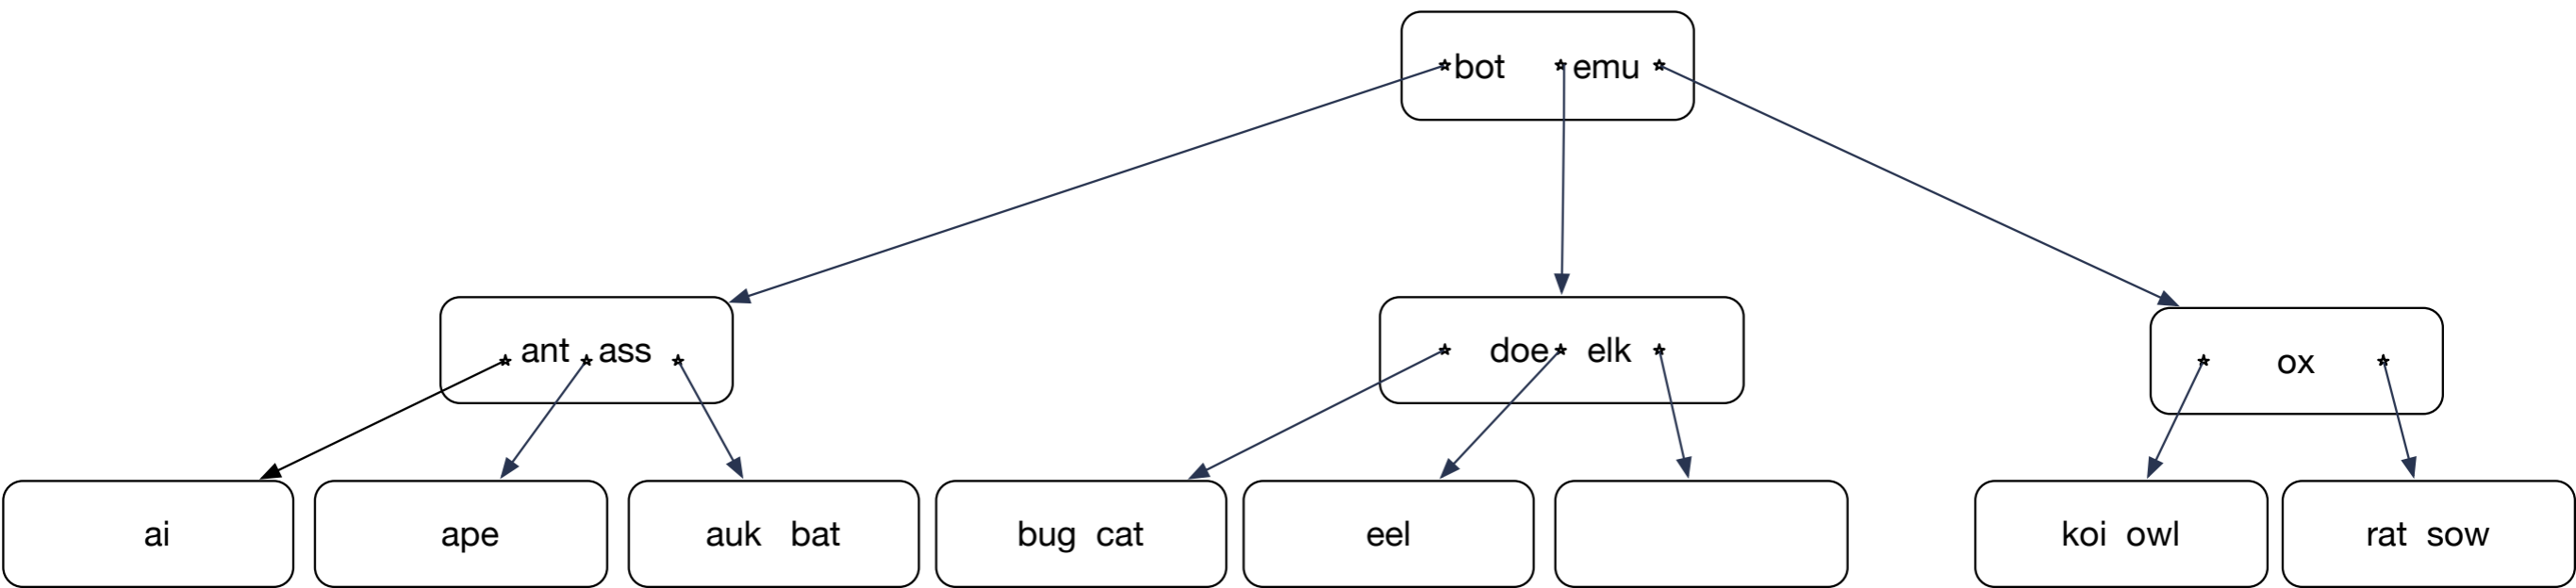 bot emu
ant ass
doe elk
ox
ai
ape
auk bat
bug cat
eel
koi owl
rat sow